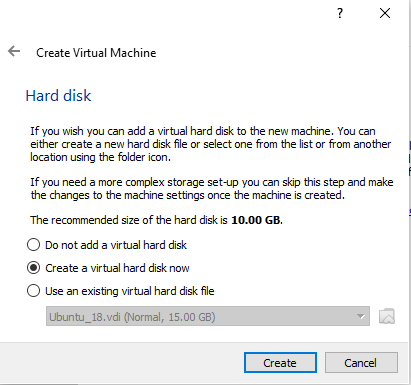 ?
Create Virtual Machine
Hard disk
If you wish you can add a virtual hard disk to the new machine. You can
either create a new hard disk file or select one from the list or from another
location using the folder icon.
If you need a more complex storage set-up you can skip this step and make
the changes to the machine settings once the machine is created.
The recommended size of the hard disk is 10.00 GB.
Do not add a virtual hard disk
Create a virtual hard disk now
Use an existing virtual hard disk file
Ubuntu_18.vdi (Normal, 15.00 GB)
Create Cancel